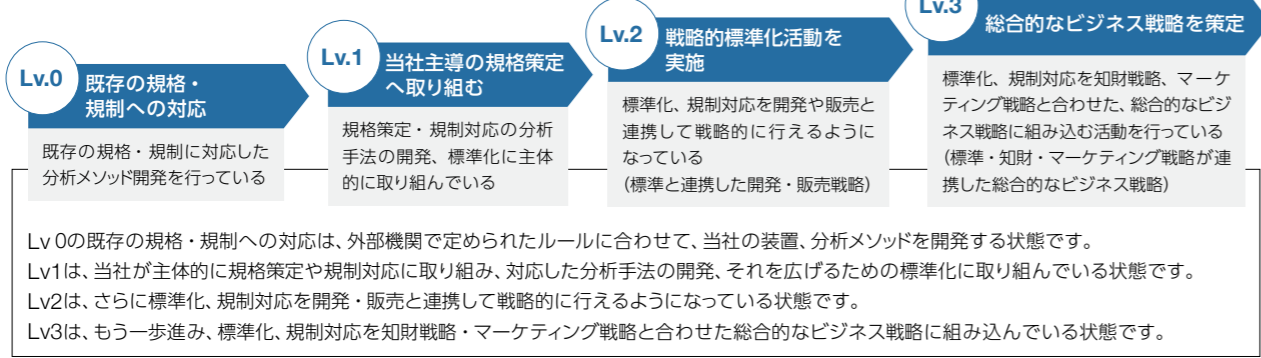 Lv.0
既存の規格・
規制への対応
既存の規格・規制に対応した
分析メソッド開発を行っている
Lv.1
当社主導の規格策定
へ取り組む
規格策定・規制対応の分析
手法の開発、標準化に主体
的に取り組んでいる
Lv.2
戦略的標準化活動を
実施
標準化、規制対応を開発や販売と
連携して戦略的に行えるように
なっている
(標準と連携した開発・販売戦略)
Lv.3
総合的なビジネス戦略を策定
標準化、規制対応を知財戦略、マーケ
ティング戦略と合わせた、総合的なビジ
ネス戦略に組み込む活動を行っている
(標準・知財・マーケティング戦略が連
携した総合的なビジネス戦略)
Lv 0の既存の規格・規制への対応は、外部機関で定められたルールに合わせて、当社の装置、分析メソッドを開発する状態です。
Lv1は、当社が主体的に規格策定や規制対応に取り組み、対応した分析手法の開発、それを広げるための標準化に取り組んでいる状態です。
Lv2は、さらに標準化、規制対応を開発・販売と連携して戦略的に行えるようになっている状態です。
Lv3は、もう一歩進み、標準化、規制対応を知財戦略・マーケティング戦略と合わせた総合的なビジネス戦略に組み込んでいる状態です。